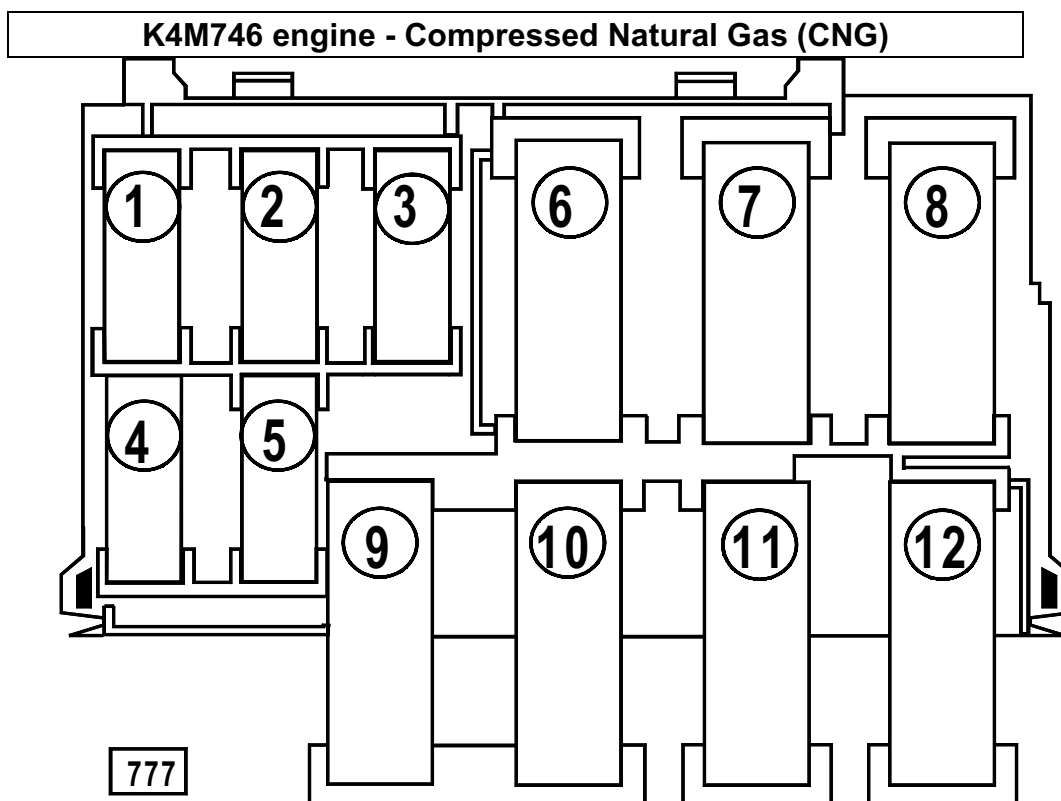 K4M746 engine - Compressed Natural Gas (CNG)
1 2 3 6 7 8
4 5
9 10 11 12
777